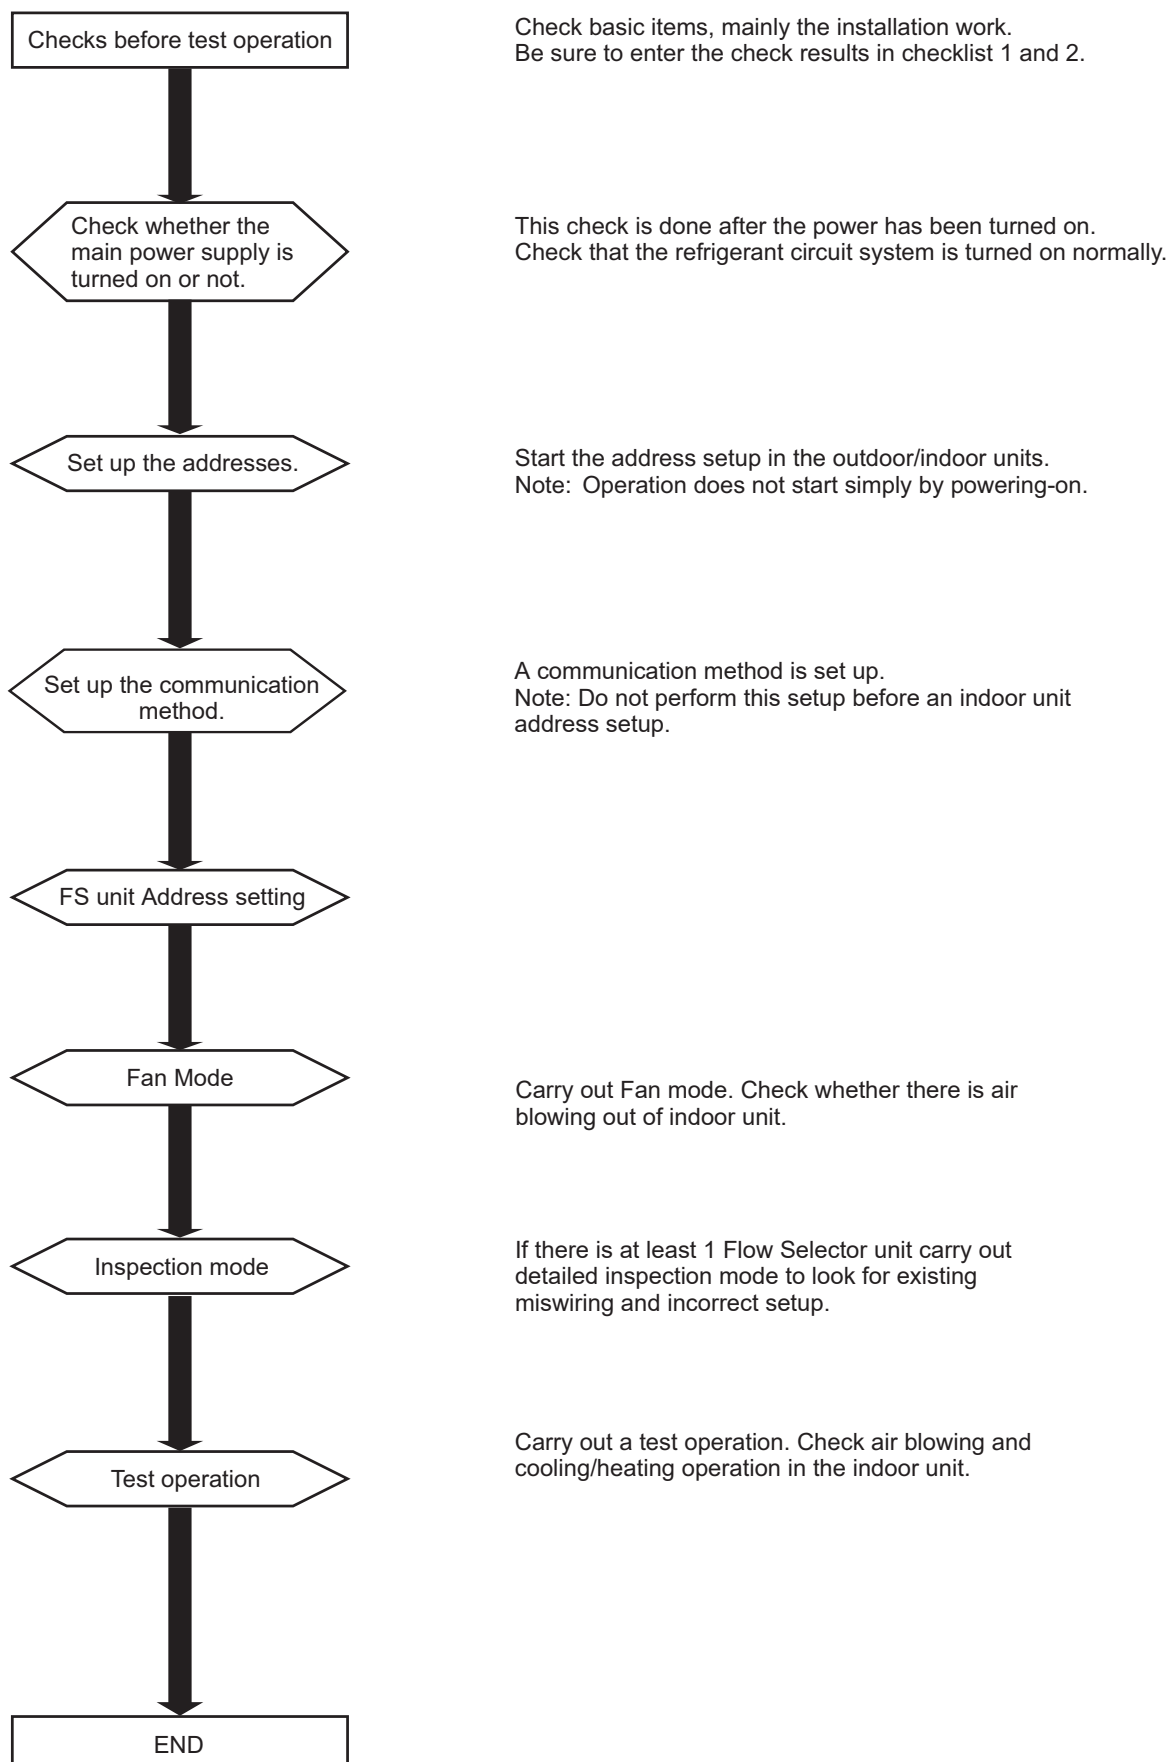 Checks before test operation
Check basic items, mainly the installation work.
Be sure to enter the check results in checklist 1 and 2.
Check whether the
main power supply is
turned on or not.
This check is done after the power has been turned on.
Check that the refrigerant circuit system is turned on normally.
Set up the addresses.
Start the address setup in the outdoor/indoor units.
Note: Operation does not start simply by powering-on.
Set up the communication
method.
A communication method is set up.
Note: Do not perform this setup before an indoor unit
address setup.
FS unit Address setting
Fan Mode
Carry out Fan mode. Check whether there is air
blowing out of indoor unit.
Inspection mode
If there is at least 1 Flow Selector unit carry out
detailed inspection mode to look for existing
miswiring and incorrect setup.
Test operation
Carry out a test operation. Check air blowing and
cooling/heating operation in the indoor unit.
END